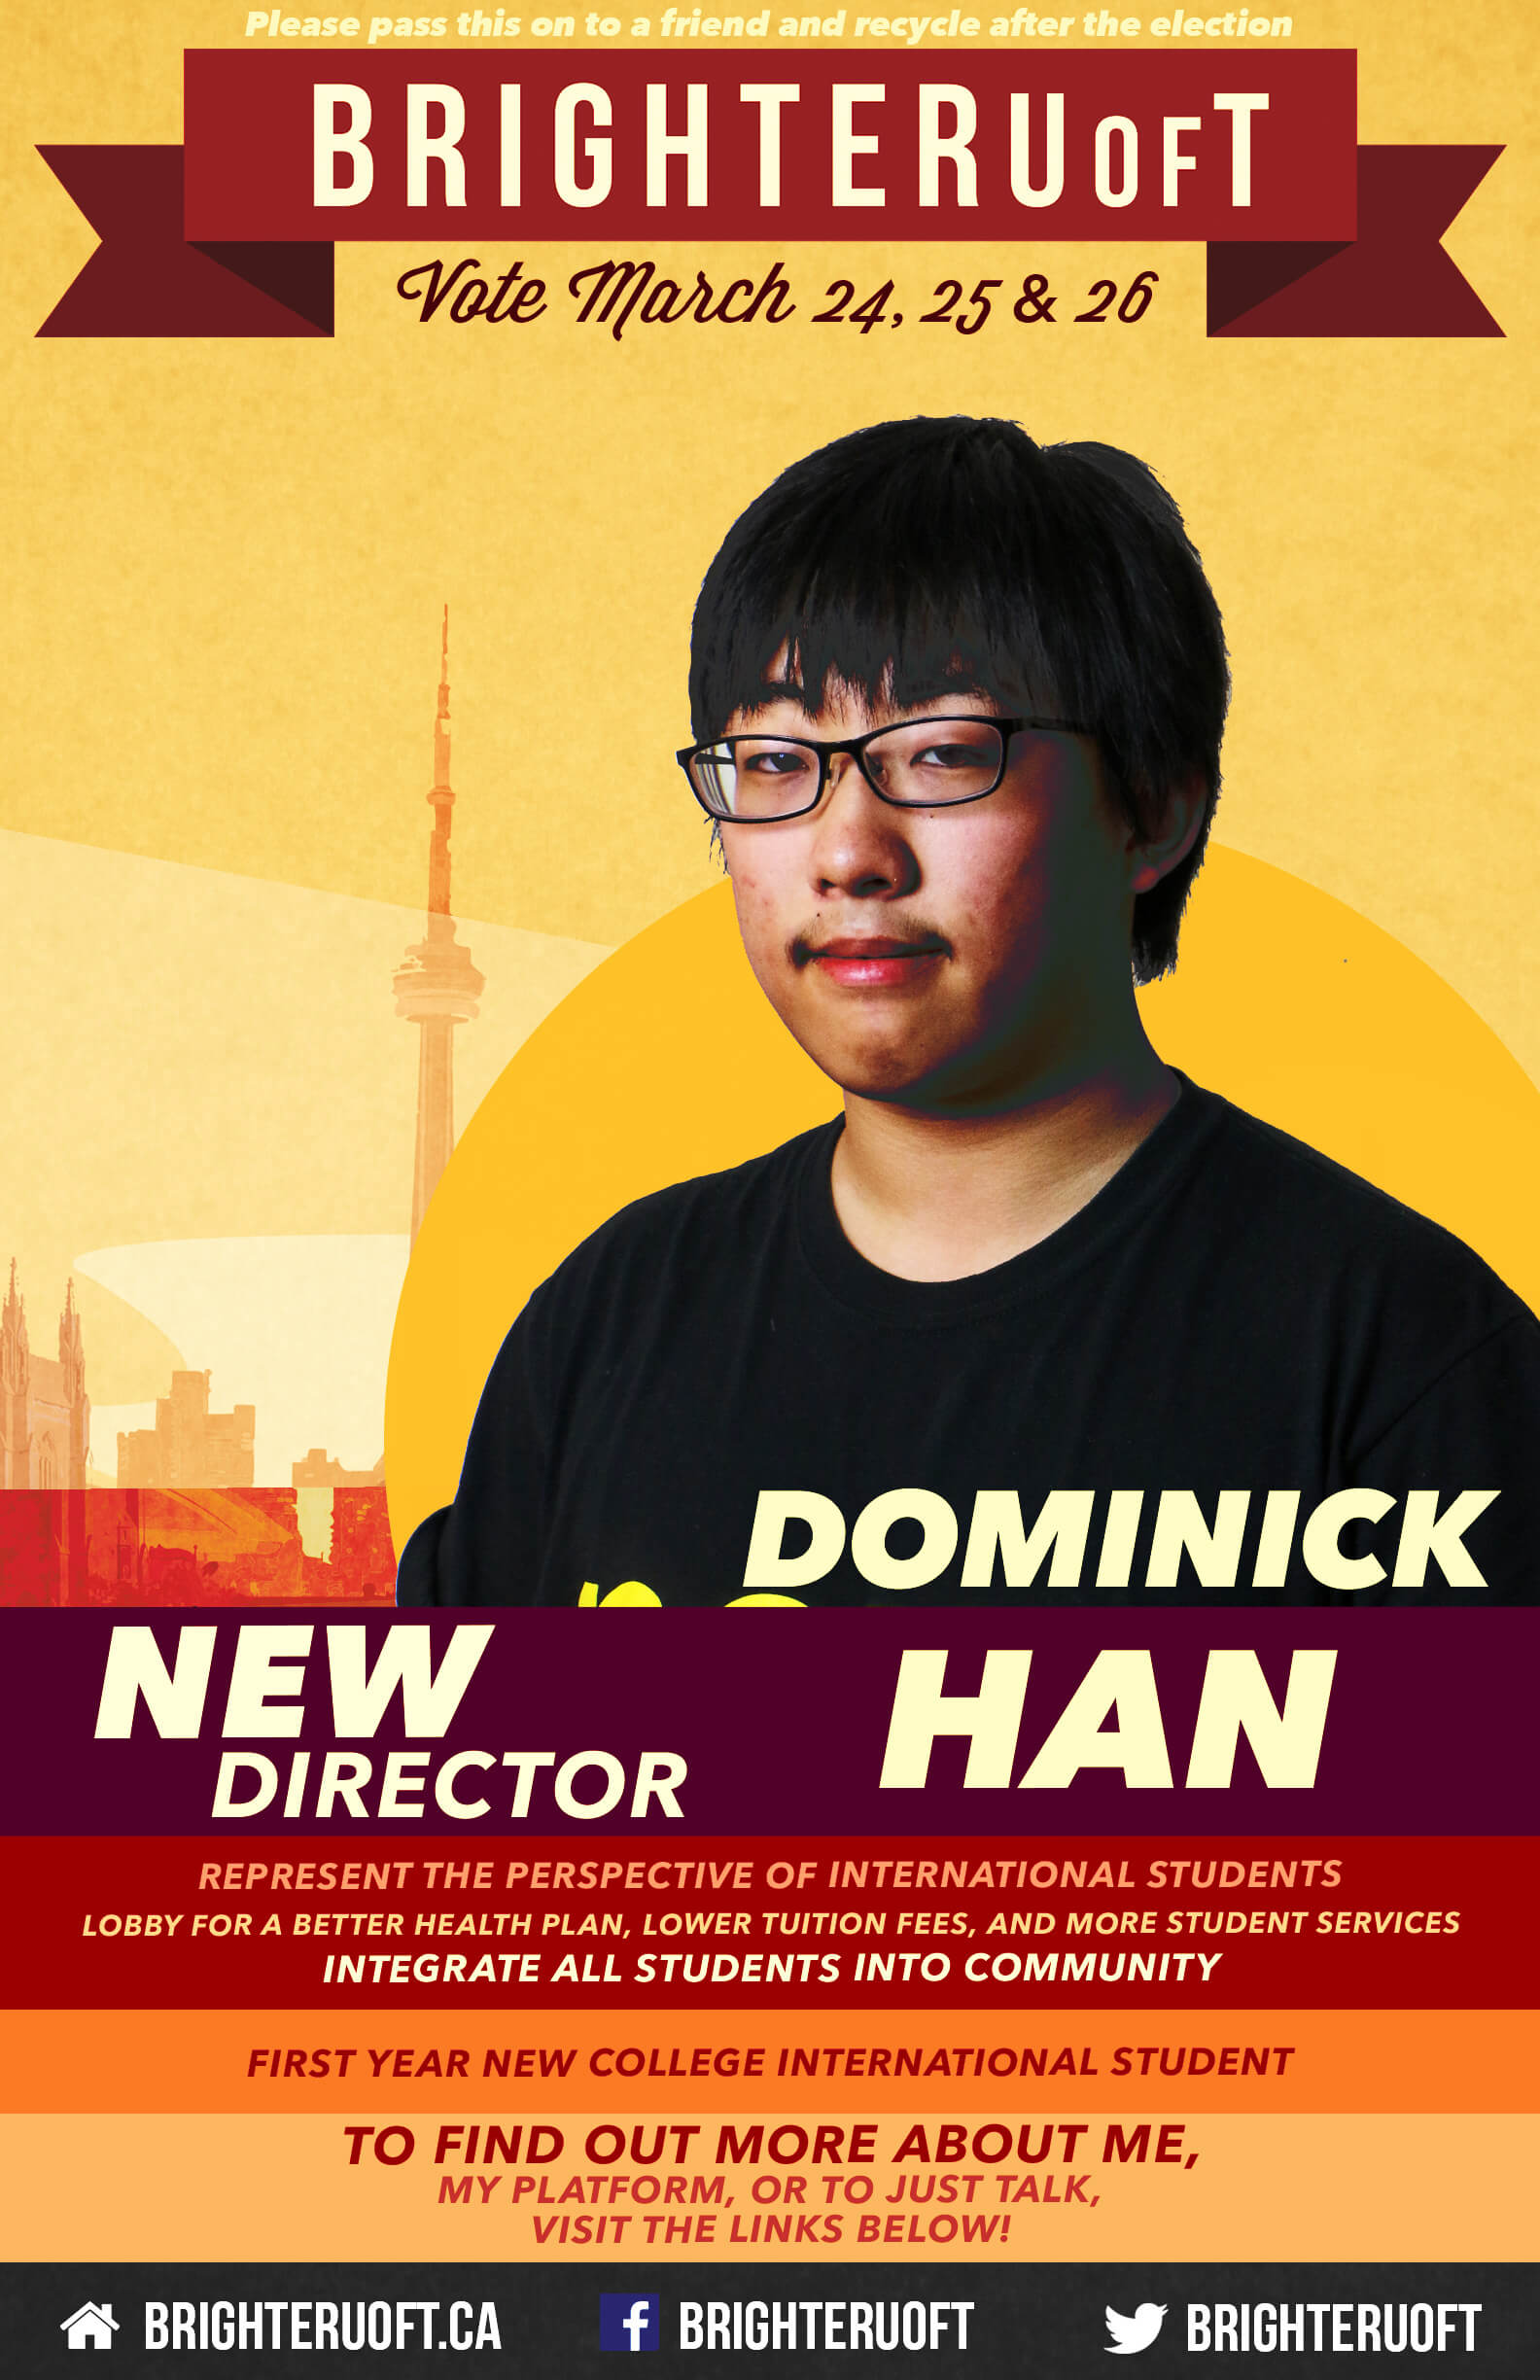 Please pass this on to a friend and recycle after the election
BRIGHTERUOFT
Vote March 24, 25 & 26
DOMINICK
HAN
NEW
DIRECTOR
REPRESENT THE PERSPECTIVE OF INTERNATIONAL STUDENTS
LOBBY FOR A BETTER HEALTH PLAN, LOWER TUITION FEES, AND MORE STUDENT SERVICES
INTEGRATE ALL STUDENTS INTO COMMUNITY
FIRST YEAR NEW COLLEGE INTERNATIONAL STUDENT
TO FIND OUT MORE ABOUT ME,
MY PLATFORM, OR TO JUST TALK,
VISIT THE LINKS BELOW!
BRIGHTERUOFT.CA
f BRIGHTERUOFT
BRIGHTERUOFT